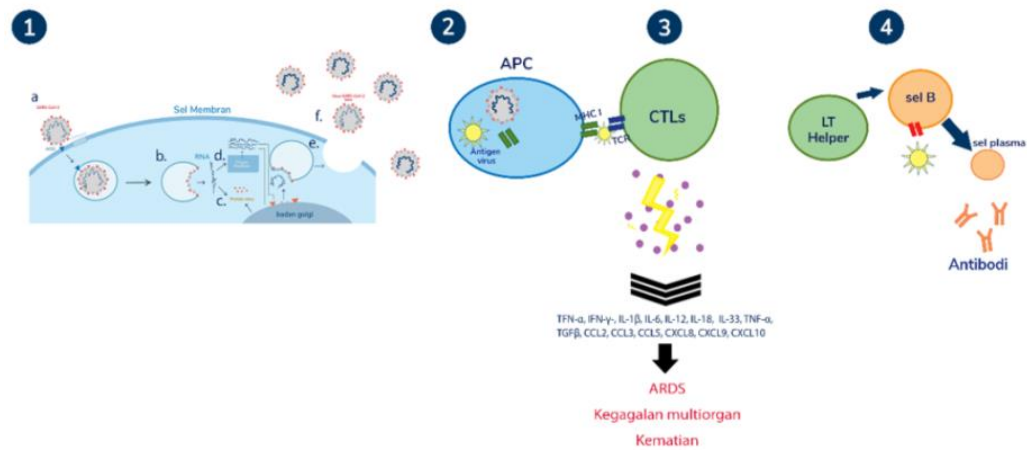 1
a
Sel Membran
b.
RNA
d.
c.
e.
f.
badan golgi
2
APC
Antigen
virus
MHC 1
TCR
3
CTLs
TFN-α, IFN-γ-, IL-1β, IL-6, IL-12, IL-18, IL-33, TNF-α,
TGFβ, CCL2, CCL3, CCL5, CXCL8, CXCL9, CXCL10
ARDS
Kegagalan multiorgan
Kematian
4
LT
Helper
sel B
sel plasma
Antibodi